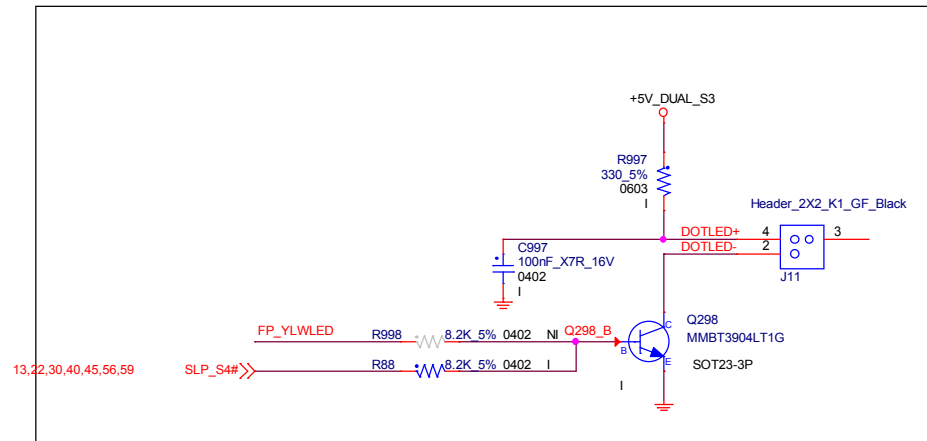 +5V_DUAL_S3
R997
330_5%
0603
I
Header_2X2_K1_GF_Black
DOTLED+ 4 3
DOTLED- 2
J11
C997
100nF_X7R_16V
0402
I
Q298
C
MMBT3904LT1G
FP_YLWLED R998 8.2K_5% 0402 NI Q298_B
B
E
SOT23-3P
13,22,30,40,45,56,59 SLP_S4# R88 8.2K_5% 0402 I
I